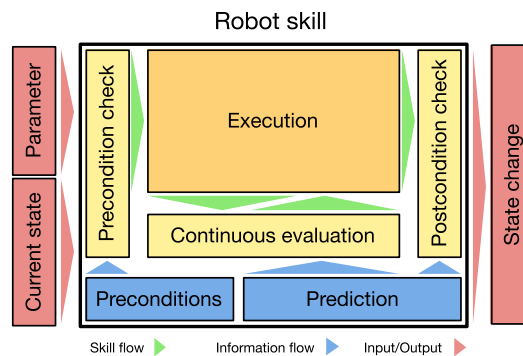 Robot skill
Parameter
Current state
Precondition check
Execution
Continuous evaluation
Postcondition check
State change
Preconditions
Prediction
Skill flow
Information flow
Input/Output